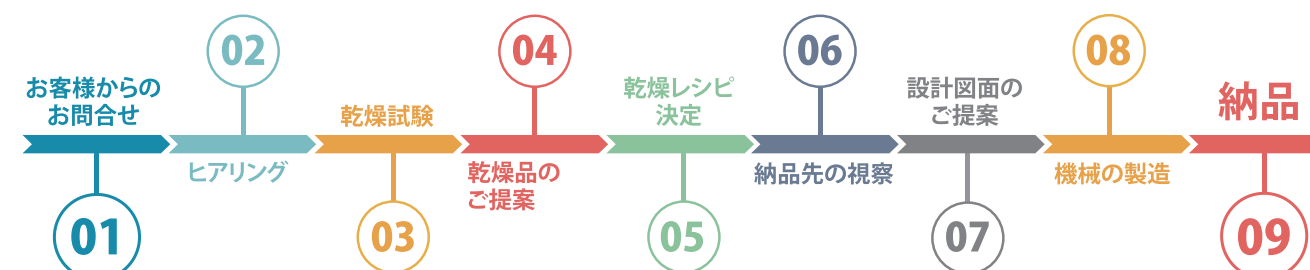 01
お客様からの
お問合せ
02
ヒアリング
03
乾燥試験
04
乾燥品の
ご提案
05
乾燥レシピ
決定
06
納品先の視察
07
設計図面の
ご提案
08
機械の製造
09
納品